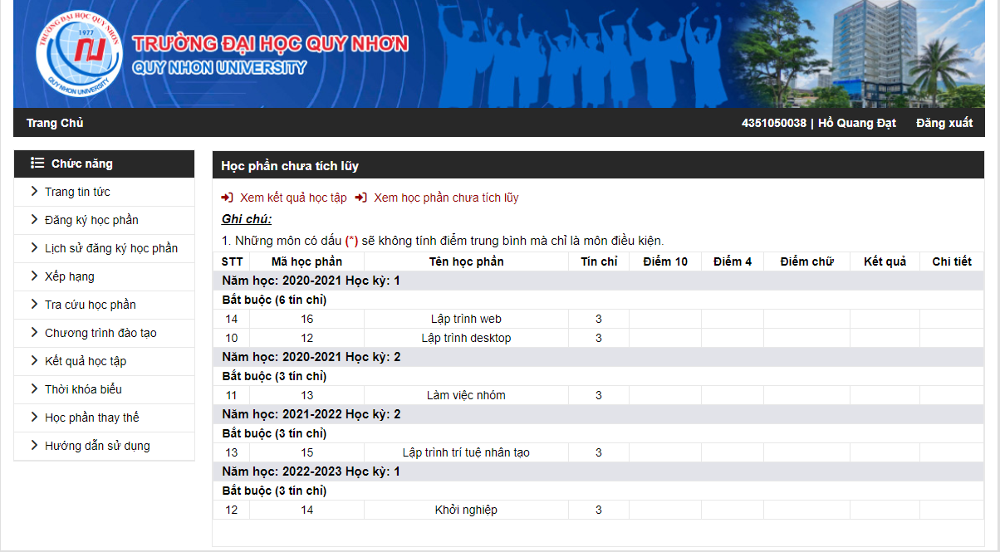 TRƯỜNG ĐẠI HỌC QUY NHƠN
1977
QUY NHON UNIVERSITY
TRƯỜNG ĐẠI HỌC QUY NHƠN
QUY NHON UNIVERSITY
Trang Chủ
4351050038 | Hồ Quang Đạt Đăng xuất
Chức năng
Trang tin tức
Đăng ký học phần
Lịch sử đăng ký học phần
Xếp hạng
Tra cứu học phần
Chương trình đào tạo
Kết quả học tập
Thời khóa biểu
Học phần thay thế
Hướng dẫn sử dụng
Học phần chưa tích lũy
Xem kết quả học tập Xem học phần chưa tích lũy
Ghi chú:
1. Những môn có dấu (*) sẽ không tính điểm trung bình mà chỉ là môn điều kiện.
STT Mã học phần Tên học phần Tín chỉ Điểm 10 Điểm 4 Điểm chữ Kết quả Chi tiết
Năm học: 2020-2021 Học kỳ: 1
Bắt buộc (6 tín chỉ)
14 16 Lập trình web 3
10 12 Lập trình desktop 3
Năm học: 2020-2021 Học kỳ: 2
Bắt buộc (3 tín chỉ)
11 13 Làm việc nhóm 3
Năm học: 2021-2022 Học kỳ: 2
Bắt buộc (3 tín chỉ)
13 15 Lập trình trí tuệ nhân tạo 3
Năm học: 2022-2023 Học kỳ: 1
Bắt buộc (3 tín chỉ)
12 14 Khởi nghiệp 3